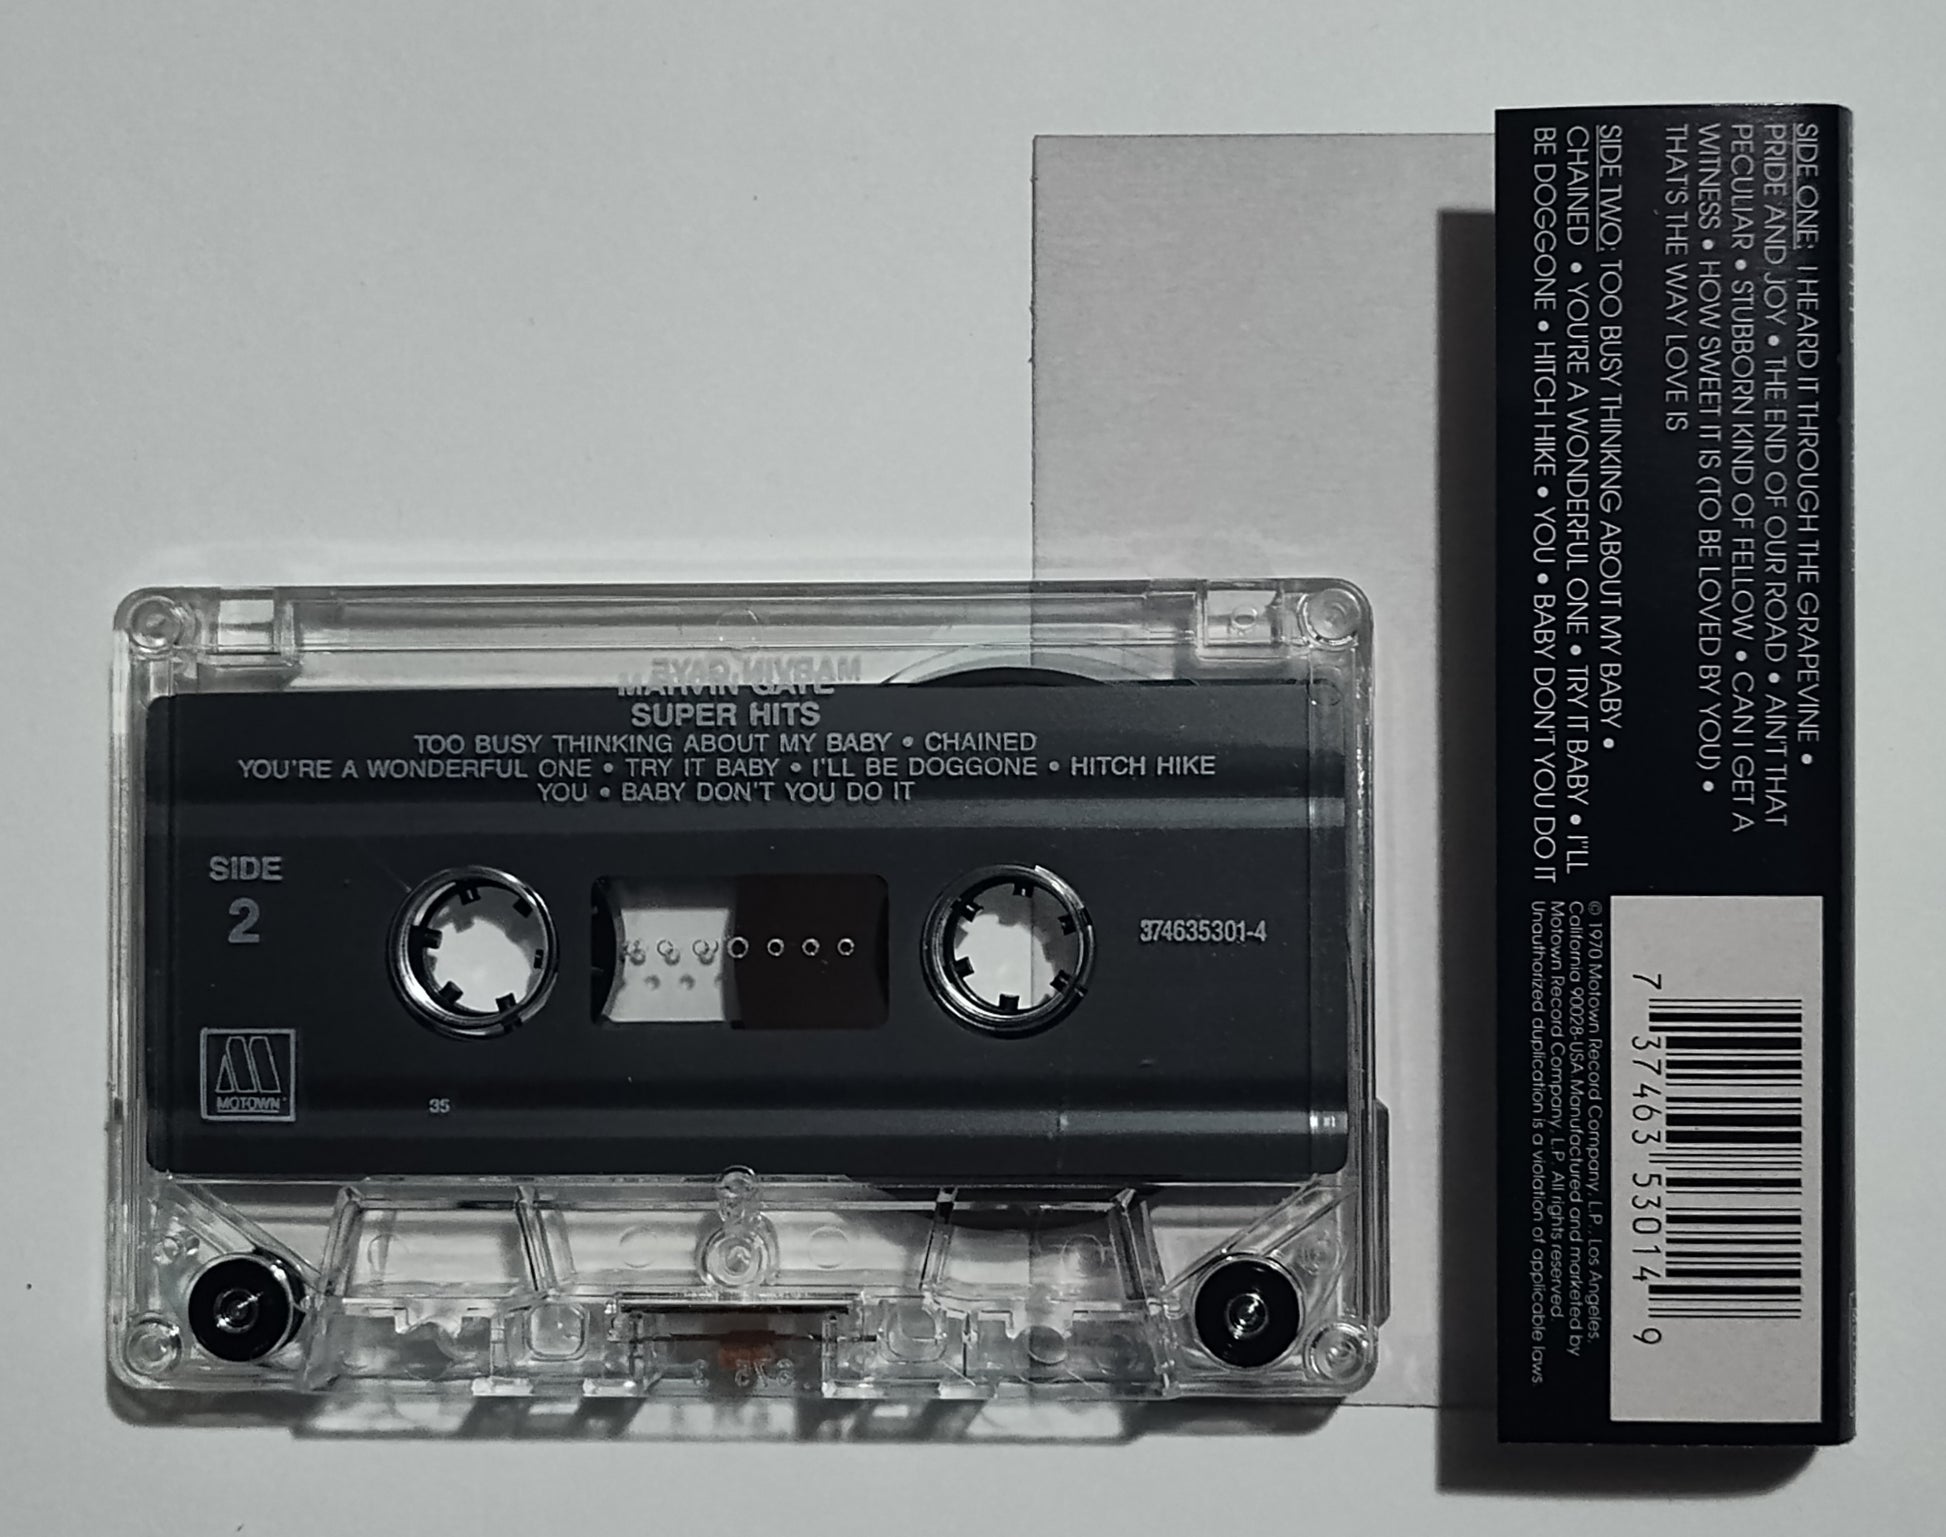 MARVIN GAYE
SUPER HITS
TOO BUSY THINKING ABOUT MY BABY • CHAINED
YOU'RE A WONDERFUL ONE • TRY IT BABY • I'LL BE DOGGONE • HITCH HIKE
YOU • BABY DON'T YOU DO IT
SIDE
2
374635301-4
MOTOWN
35
SIDE ONE: I HEARD IT THROUGH THE GRAPEVINE •
PRIDE AND JOY • THE END OF OUR ROAD • AIN'T THAT
PECULIAR • STUBBORN KIND OF FELLOW • CAN I GET A
WITNESS • HOW SWEET IT IS (TO BE LOVED BY YOU) •
THAT'S THE WAY LOVE IS
SIDE TWO: TOO BUSY THINKING ABOUT MY BABY •
CHAINED • YOU'RE A WONDERFUL ONE • TRY IT BABY • I'LL
BE DOGGONE • HITCH HIKE • YOU • BABY DON'T YOU DO IT
© 1970 Motown Record Company, L.P., Los Angeles,
California 90028-USA Manufactured and marketed by
Motown Record Company, L.P. All rights reserved.
Unauthorized duplication is a violation of applicable laws.
7 37463 53014 9